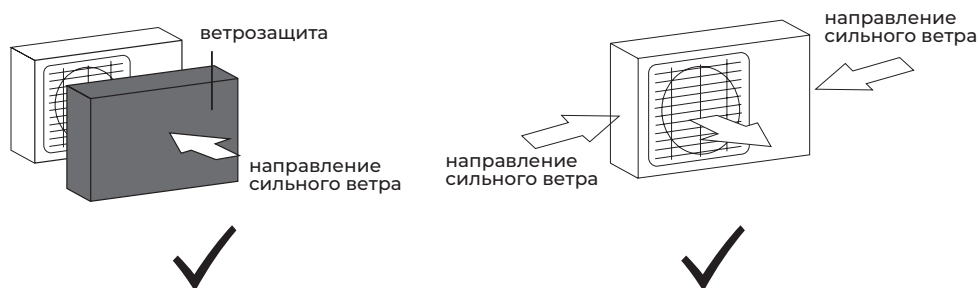 ветрозащита
направление
сильного ветра
направление
сильного ветра
направление
сильного ветра